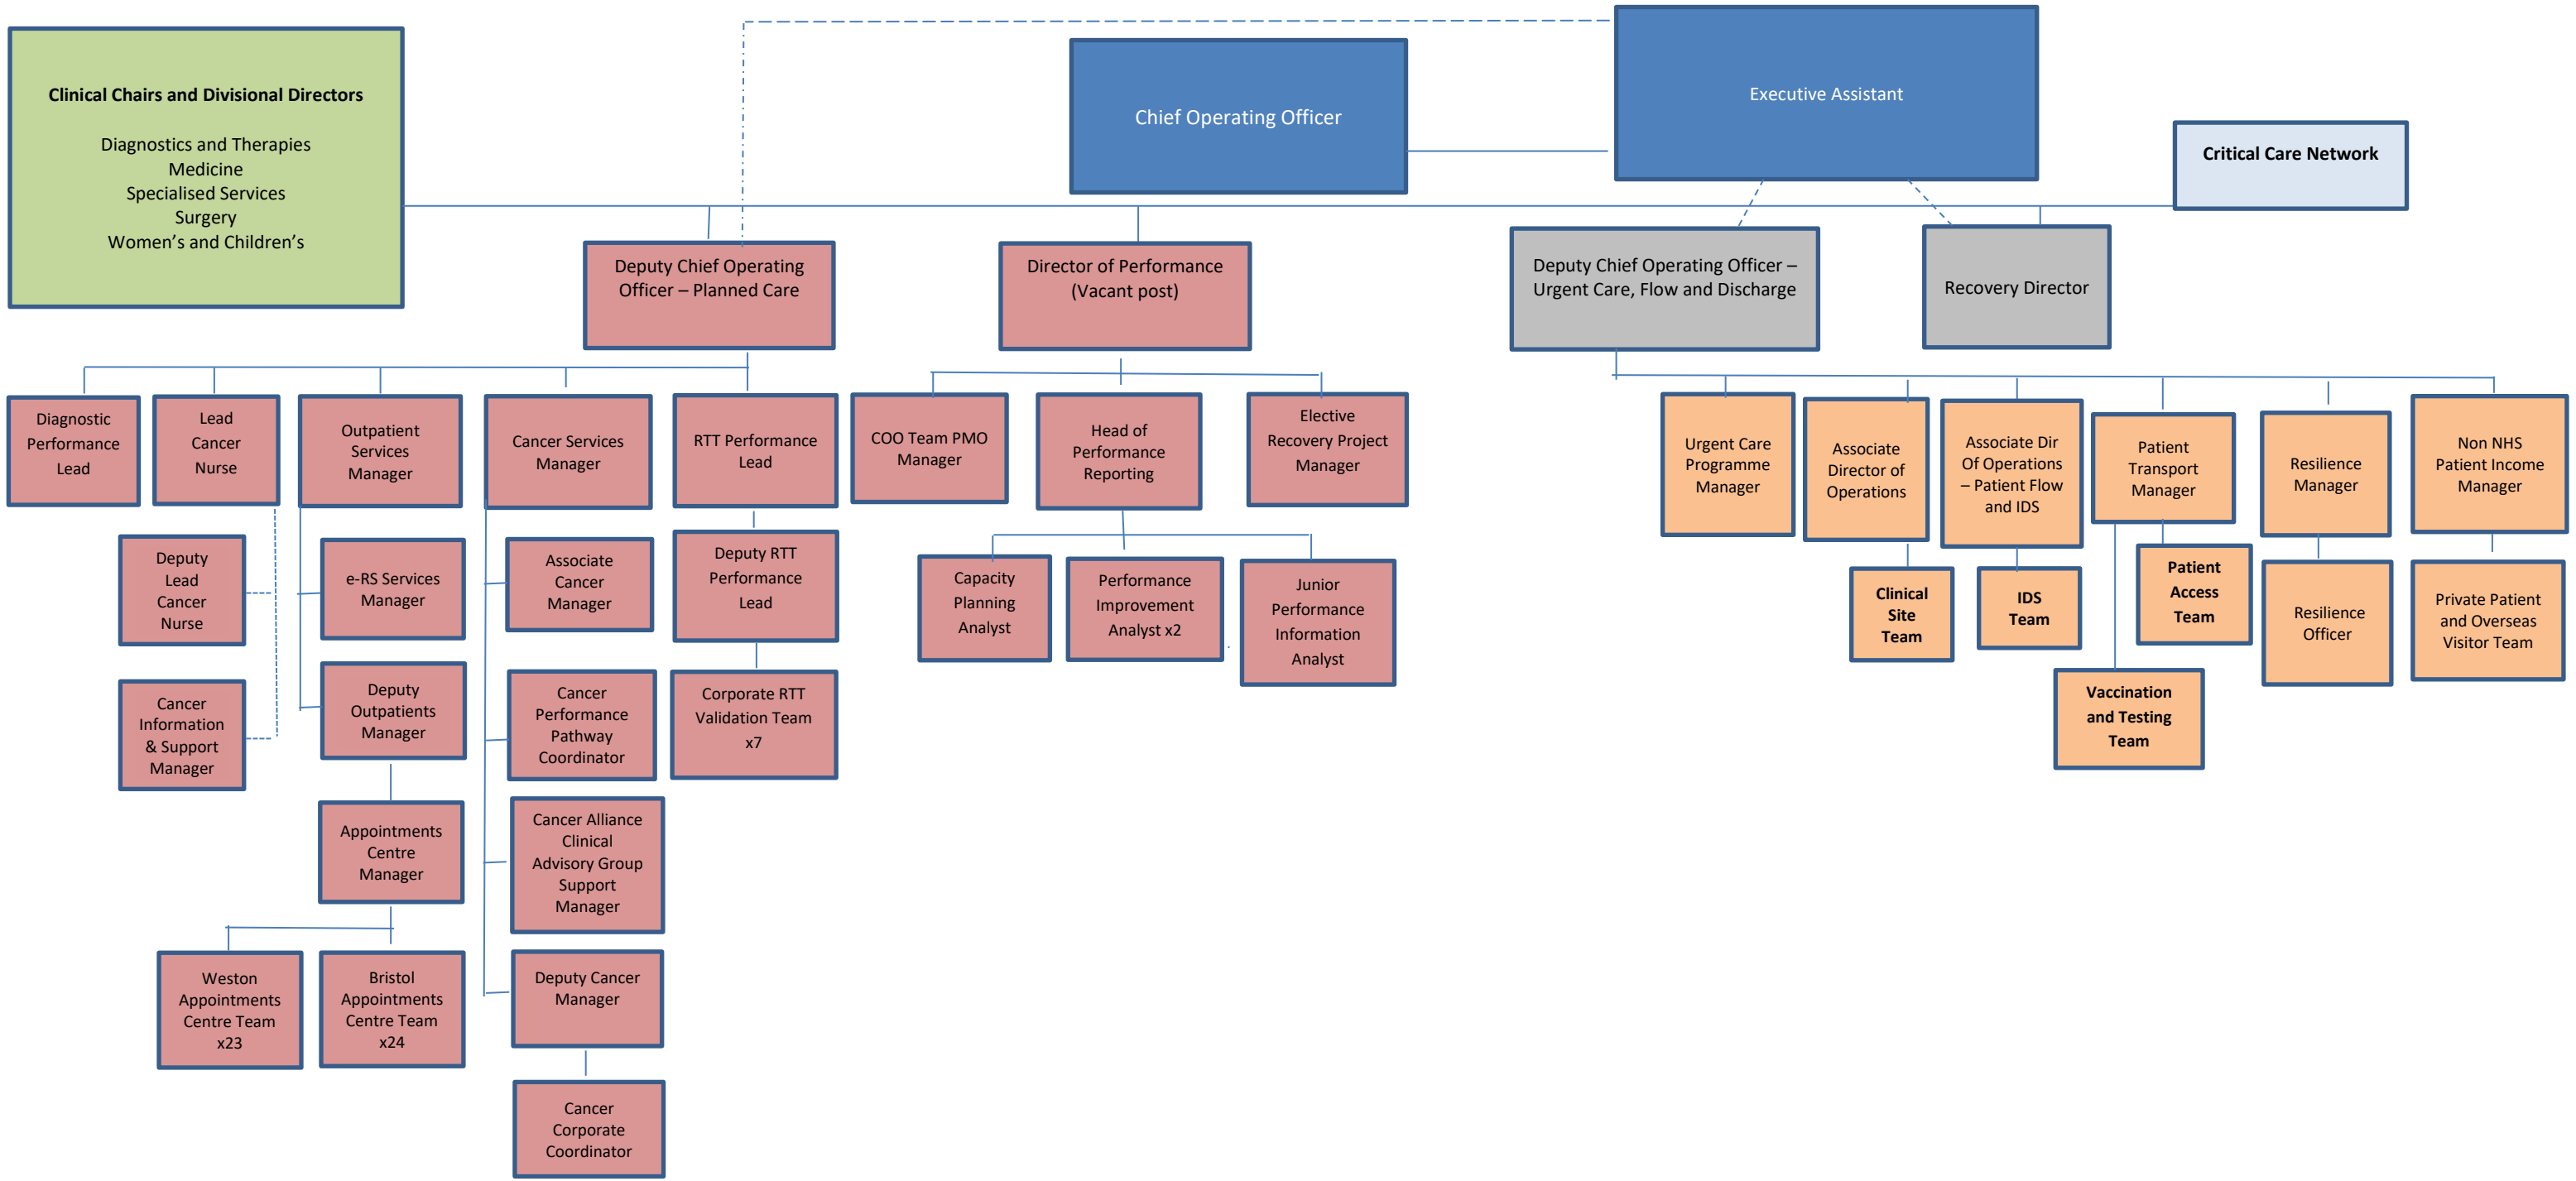 Clinical Chairs and Divisional Directors
Diagnostics and Therapies
Medicine
Specialised Services
Surgery
Women’s and Children’s
Chief Operating Officer
Executive Assistant
Critical Care Network
Deputy Chief Operating
Officer – Planned Care
Director of Performance
(Vacant post)
Deputy Chief Operating Officer –
Urgent Care, Flow and Discharge
Recovery Director
Diagnostic
Performance
Lead
Lead
Cancer
Nurse
Outpatient
Services
Manager
Cancer Services
Manager
RTT Performance
Lead
COO Team PMO
Manager
Head of
Performance
Reporting
Elective
Recovery Project
Manager
Urgent Care
Programme
Manager
Associate
Director of
Operations
Associate Dir
Of Operations
– Patient Flow
and IDS
Patient
Transport
Manager
Resilience
Manager
Non NHS
Patient Income
Manager
Deputy
Lead
Cancer
Nurse
e-RS Services
Manager
Associate
Cancer
Manager
Deputy RTT
Performance
Lead
Capacity
Planning
Analyst
Performance
Improvement
Analyst x2
Junior
Performance
Information
Analyst
Clinical
Site
Team
IDS
Team
Patient
Access
Team
Resilience
Officer
Private Patient
and Overseas
Visitor Team
Cancer
Information
& Support
Manager
Deputy
Outpatients
Manager
Cancer
Performance
Pathway
Coordinator
Corporate RTT
Validation Team
x7
Vaccination
and Testing
Team
Appointments
Centre
Manager
Cancer Alliance
Clinical
Advisory Group
Support
Manager
Weston
Appointments
Centre Team
x23
Bristol
Appointments
Centre Team
x24
Deputy Cancer
Manager
Cancer
Corporate
Coordinator